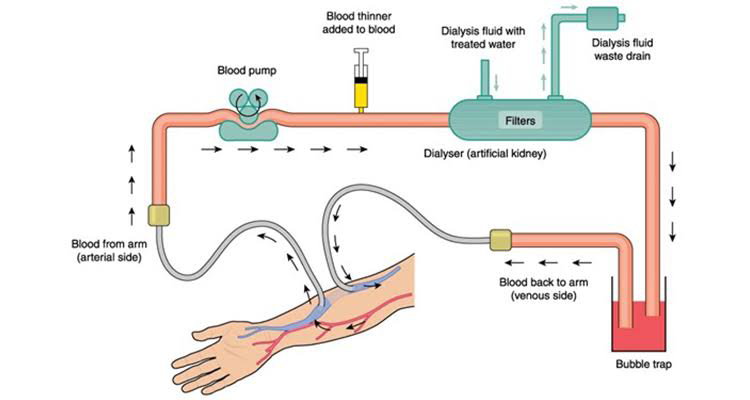 Blood thinner
added to blood
Dialysis fluid with
treated water
Dialysis fluid
waste drain
Blood pump
Filters
Dialyser (artificial kidney)
Blood from arm
(arterial side)
Blood back to arm
(venous side)
Bubble trap